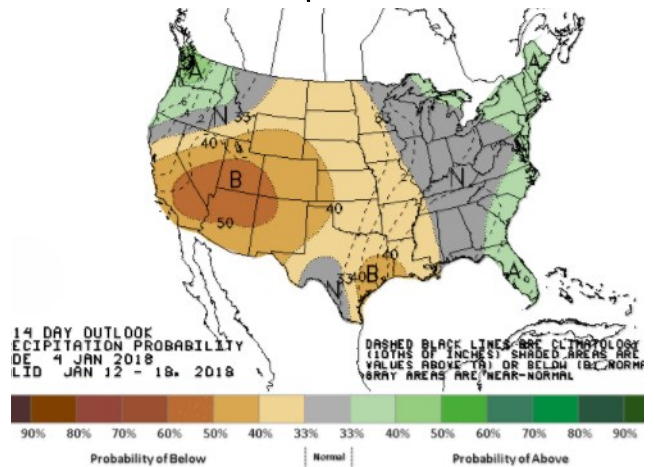 A
A
N
33
33
40
B
N
50
40
40
N
33
40
B
A
14 DAY OUTLOOK
ECIPITATION PROBABILITY
DE 4 JAN 2018
LID JAN 12 - 18. 2018
DASHED BLACK LINES ARE CLIMATOLOGY
(10THS OF INCHES) SHADED AREAS ARE
VALUES ABOVE (A) OR BELOW (B) NORM
GRAY AREAS ARE NEAR-NORMAL
90% 80% 70% 60% 50% 40% 33% 33% 40% 50% 60% 70% 80% 90%
Probability of Below Normal Probability of Above